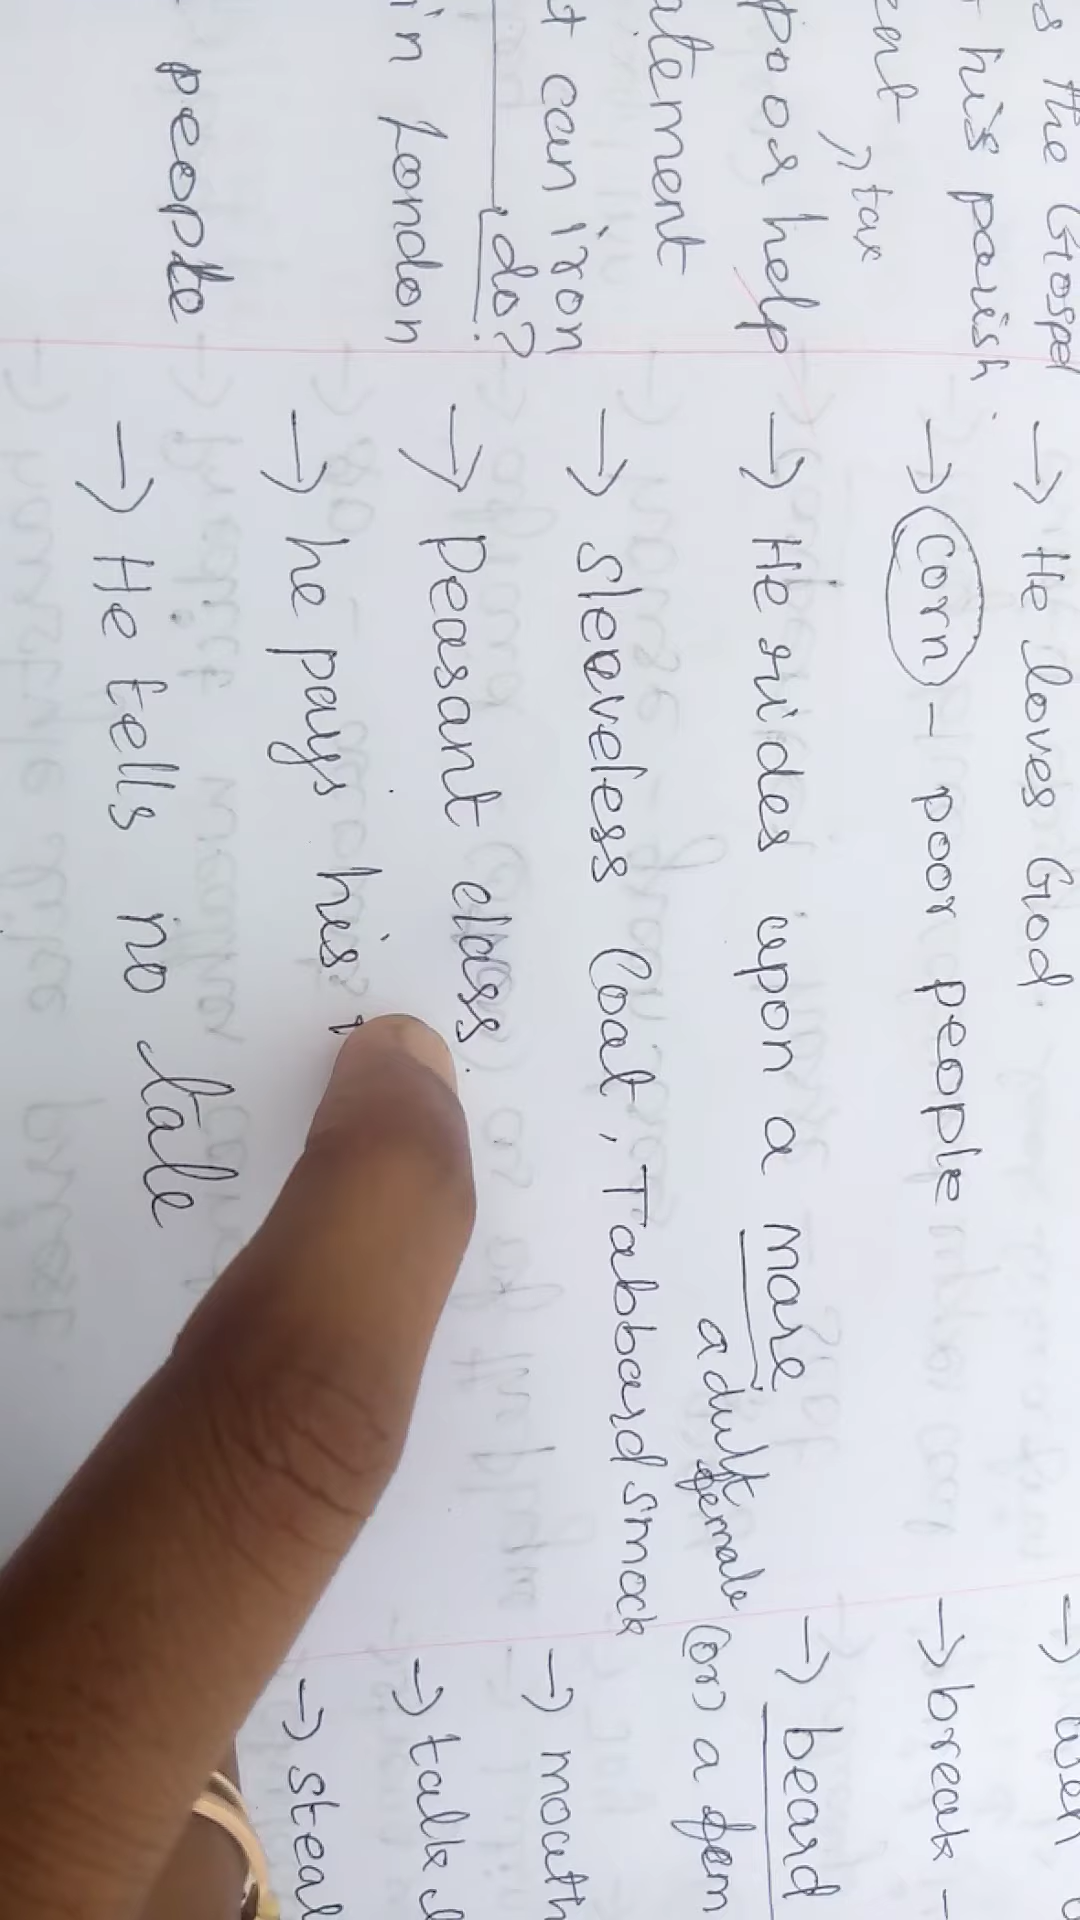 s the Gospel
his parish
tax
poor help
atement
t can iron
do?
in London
people
→ He loves God.
→ Corn - poor people
→ He rides upon a mare
adult female
→ Sleeveless Coat, Tabbard smock
→ Peasant class.
→ he pays his
→ He tells no tale
→ break -
→ beard
(or) a fem
→ mouth
→ talk
→ steal